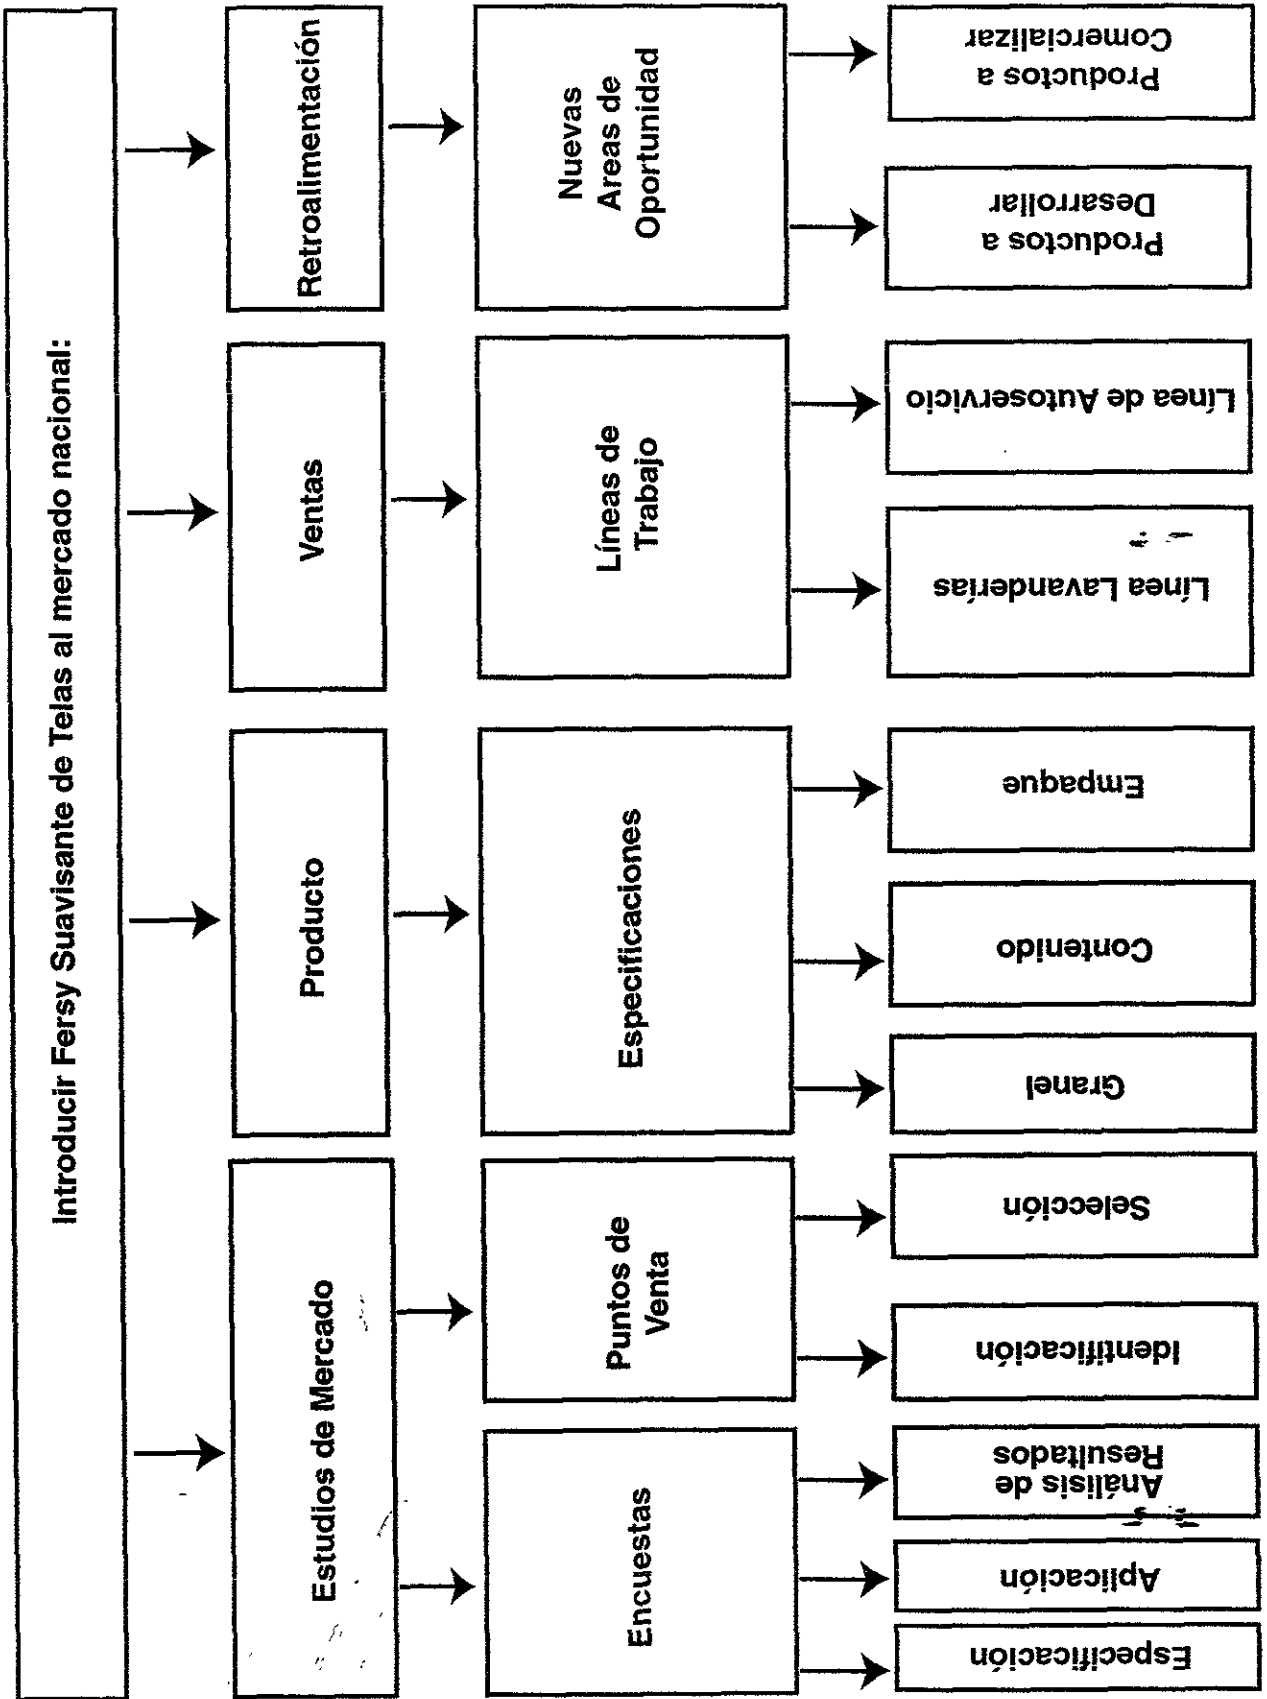 Introducir Fersy Suavisante de Telas al mercado nacional:
Estudios de Mercado
Producto
Ventas
Retroalimentación
Encuestas
Puntos de
Venta
Especificaciones
Líneas de
Trabajo
Nuevas
Areas de
Oportunidad
Especificación
Aplicación
Análisis de
Resultados
Identificación
Selección
Granel
Contenido
Empaque
Línea Lavanderías
Línea de Autoservicio
Productos a
Desarrollar
Productos a
Comercializar